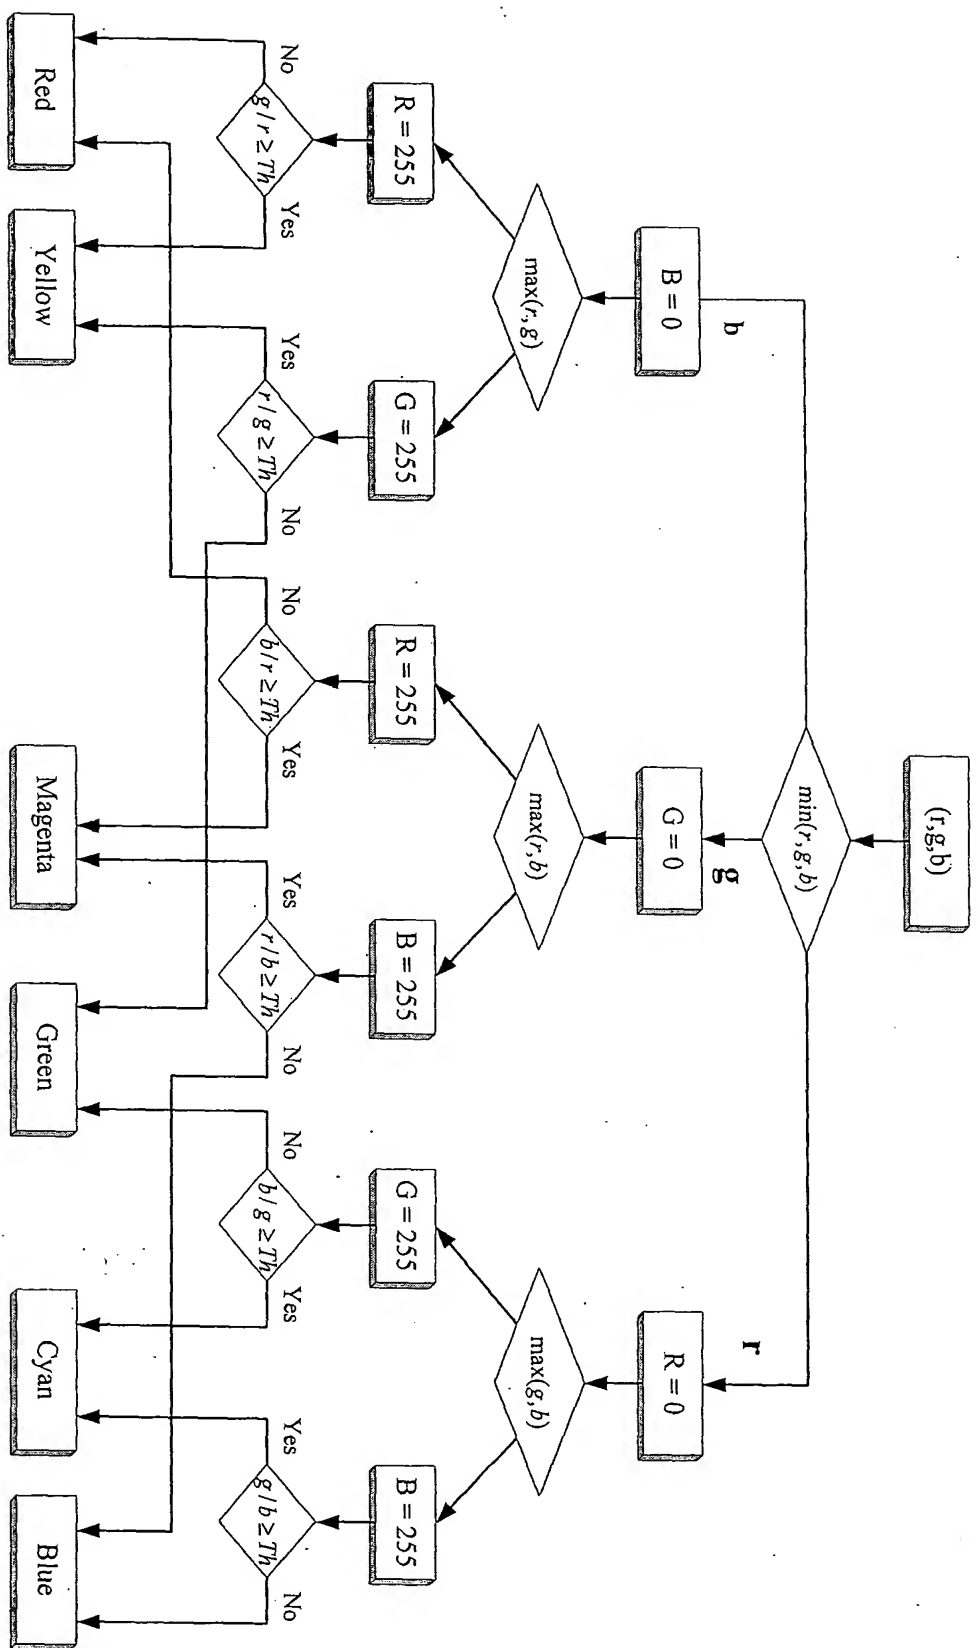 (r,g,b)
min(r,g,b)
b
g
r
B = 0
G = 0
R = 0
max(r,g)
max(r,b)
max(g,b)
R = 255
G = 255
R = 255
B = 255
G = 255
B = 255
No
g / r ≥ Th
Yes
Yes
r / g ≥ Th
No
No
b / r ≥ Th
Yes
Yes
r / b ≥ Th
No
No
b / g ≥ Th
Yes
Yes
g / b ≥ Th
No
Red
Yellow
Magenta
Green
Cyan
Blue